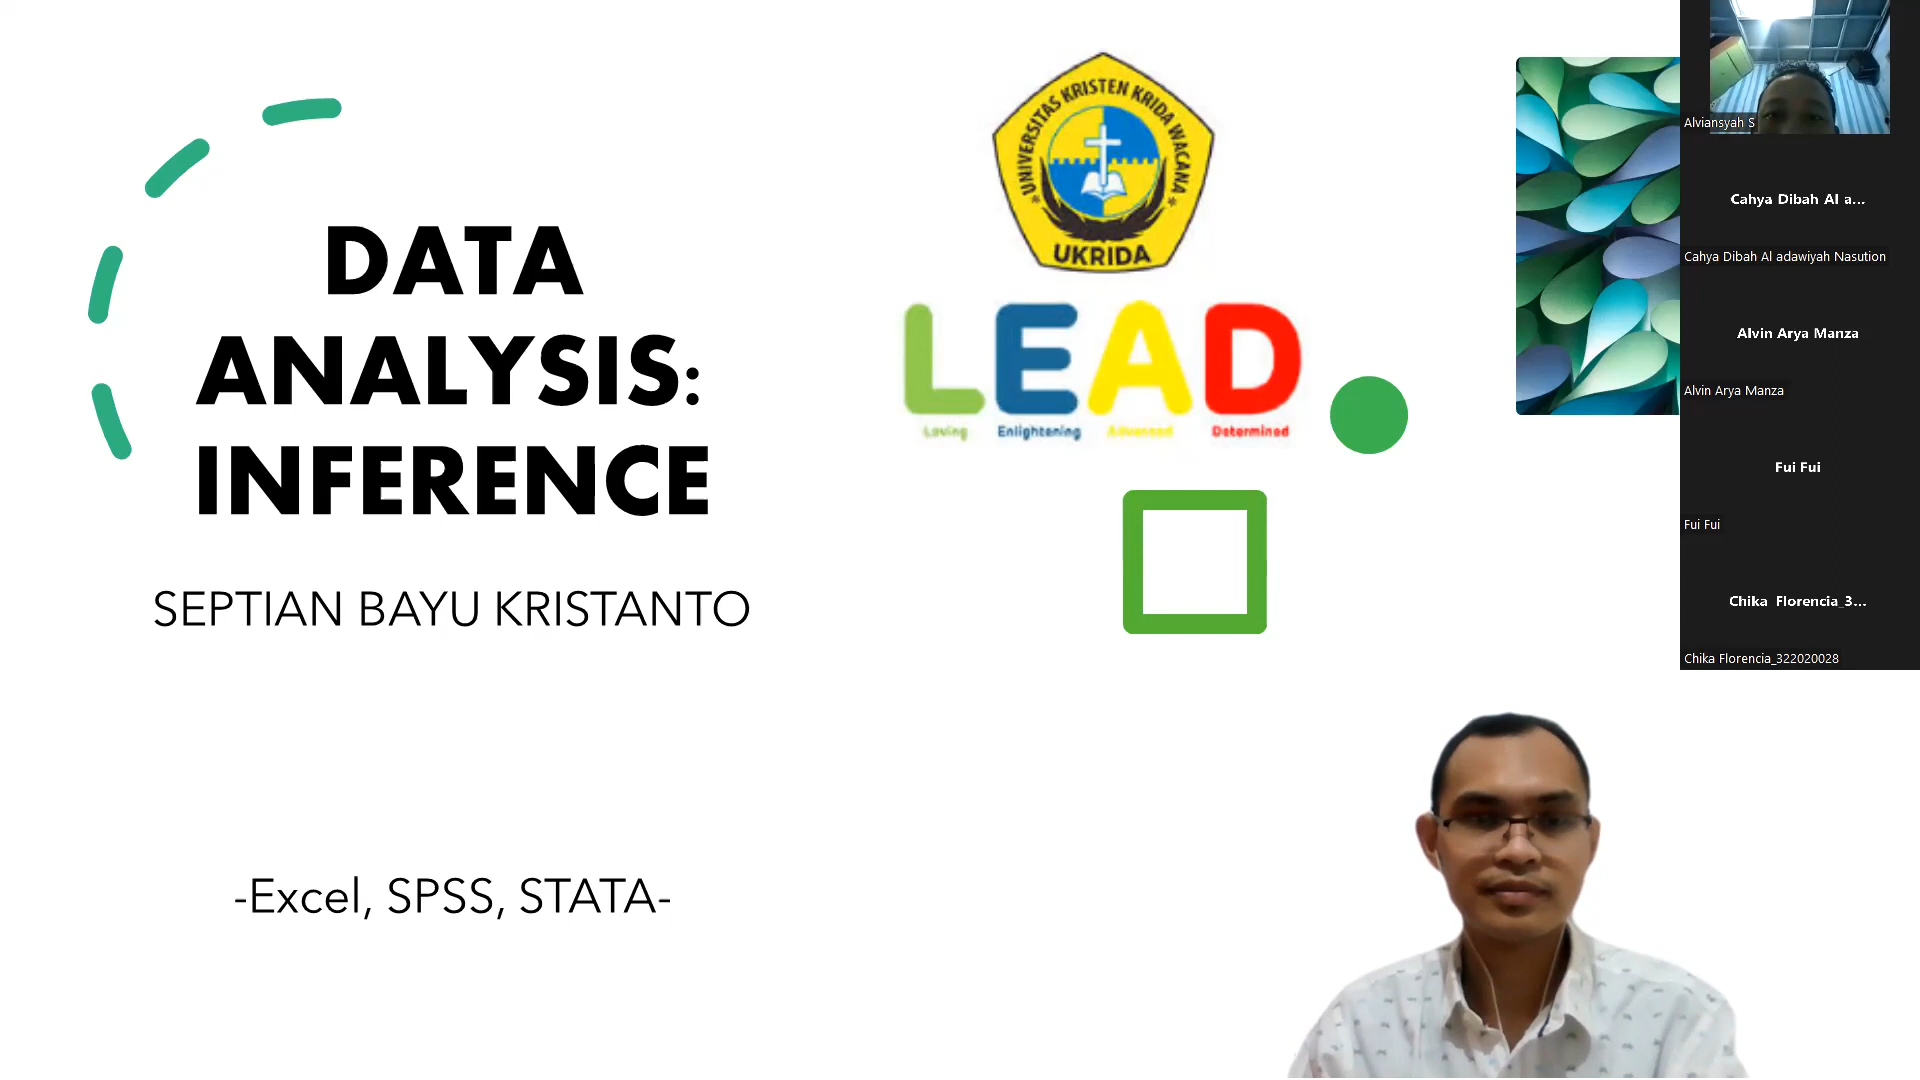 DATA
ANALYSIS:
INFERENCE
SEPTIAN BAYU KRISTANTO
-Excel, SPSS, STATA-
UNIVERSITAS KRISTEN KRIDA WACANA
UKRIDA
LEAD
Loving Enlightening Advanced Determined
Alviansyah S
Cahya Dibah Al a...
Cahya Dibah Al adawiyah Nasution
Alvin Arya Manza
Alvin Arya Manza
Fui Fui
Fui Fui
Chika Florencia_3...
Chika Florencia_322020028